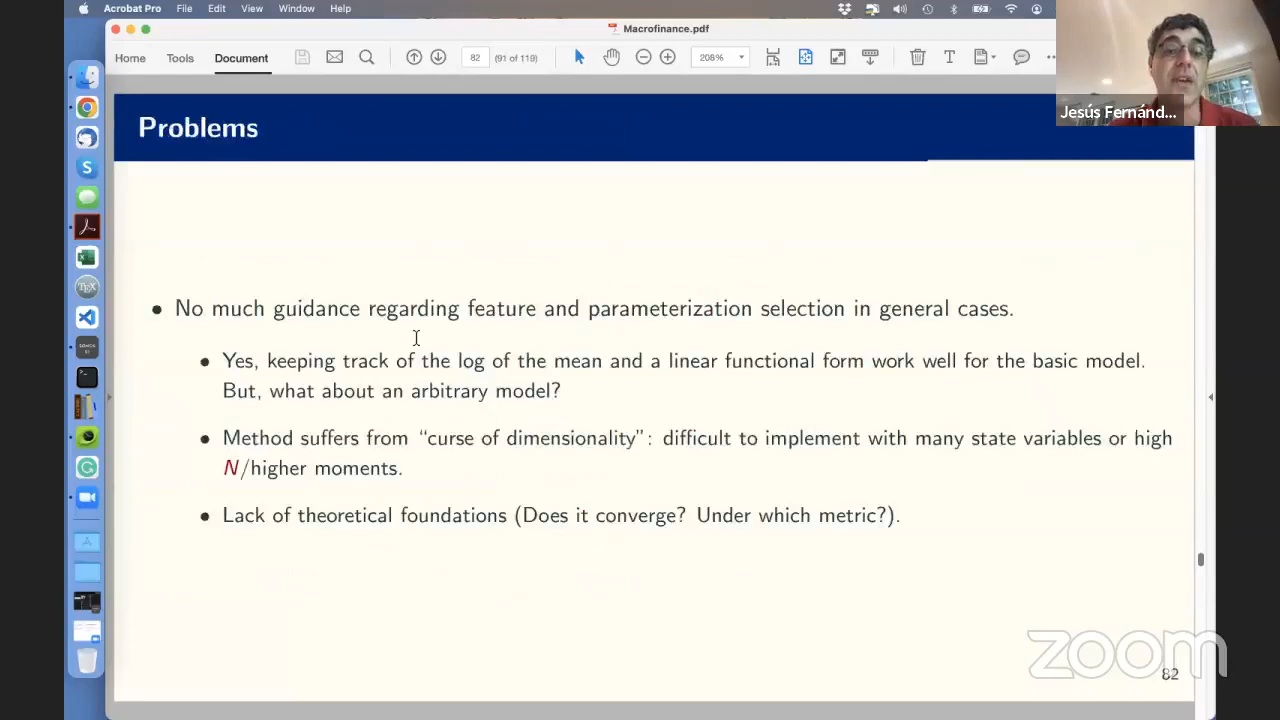 Acrobat Pro File Edit View Window Help
Macrofinance.pdf
Home Tools Document 82 (91 of 119) 208%
Jesús Fernánd...
Problems
• No much guidance regarding feature and parameterization selection in general cases.
• Yes, keeping track of the log of the mean and a linear functional form work well for the basic model.
But, what about an arbitrary model?
• Method suffers from “curse of dimensionality”: difficult to implement with many state variables or high
N/higher moments.
• Lack of theoretical foundations (Does it converge? Under which metric?).
zoom
82